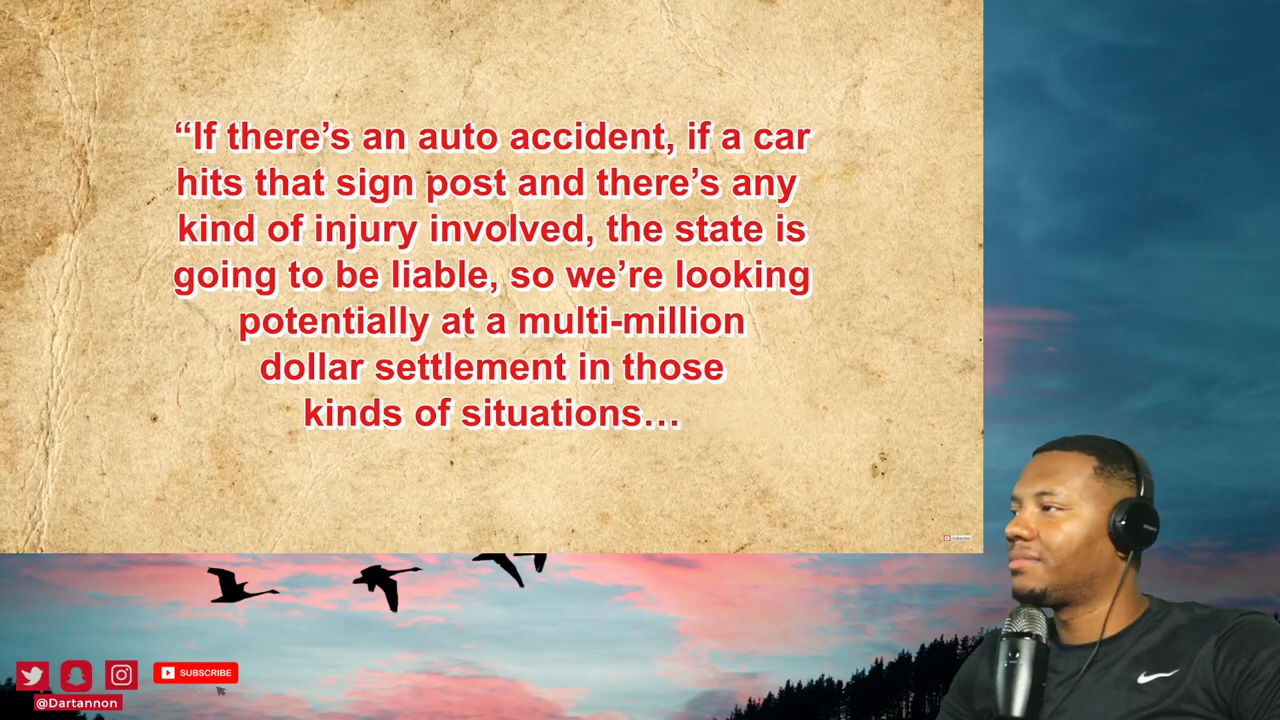 “If there’s an auto accident, if a car
hits that sign post and there’s any
kind of injury involved, the state is
going to be liable, so we’re looking
potentially at a multi-million
dollar settlement in those
kinds of situations…
Subscribe
SUBSCRIBE
@Dartannon